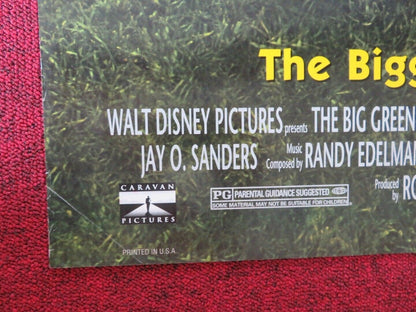 The Bigg
WALT DISNEY PICTURES presents THE BIG GREEN
JAY O. SANDERS Music Composed by RANDY EDELMAN
Produced by RO
CARAVAN
PICTURES
PG PARENTAL GUIDANCE SUGGESTED
SOME MATERIAL MAY NOT BE SUITABLE FOR CHILDREN
PRINTED IN U.S.A.